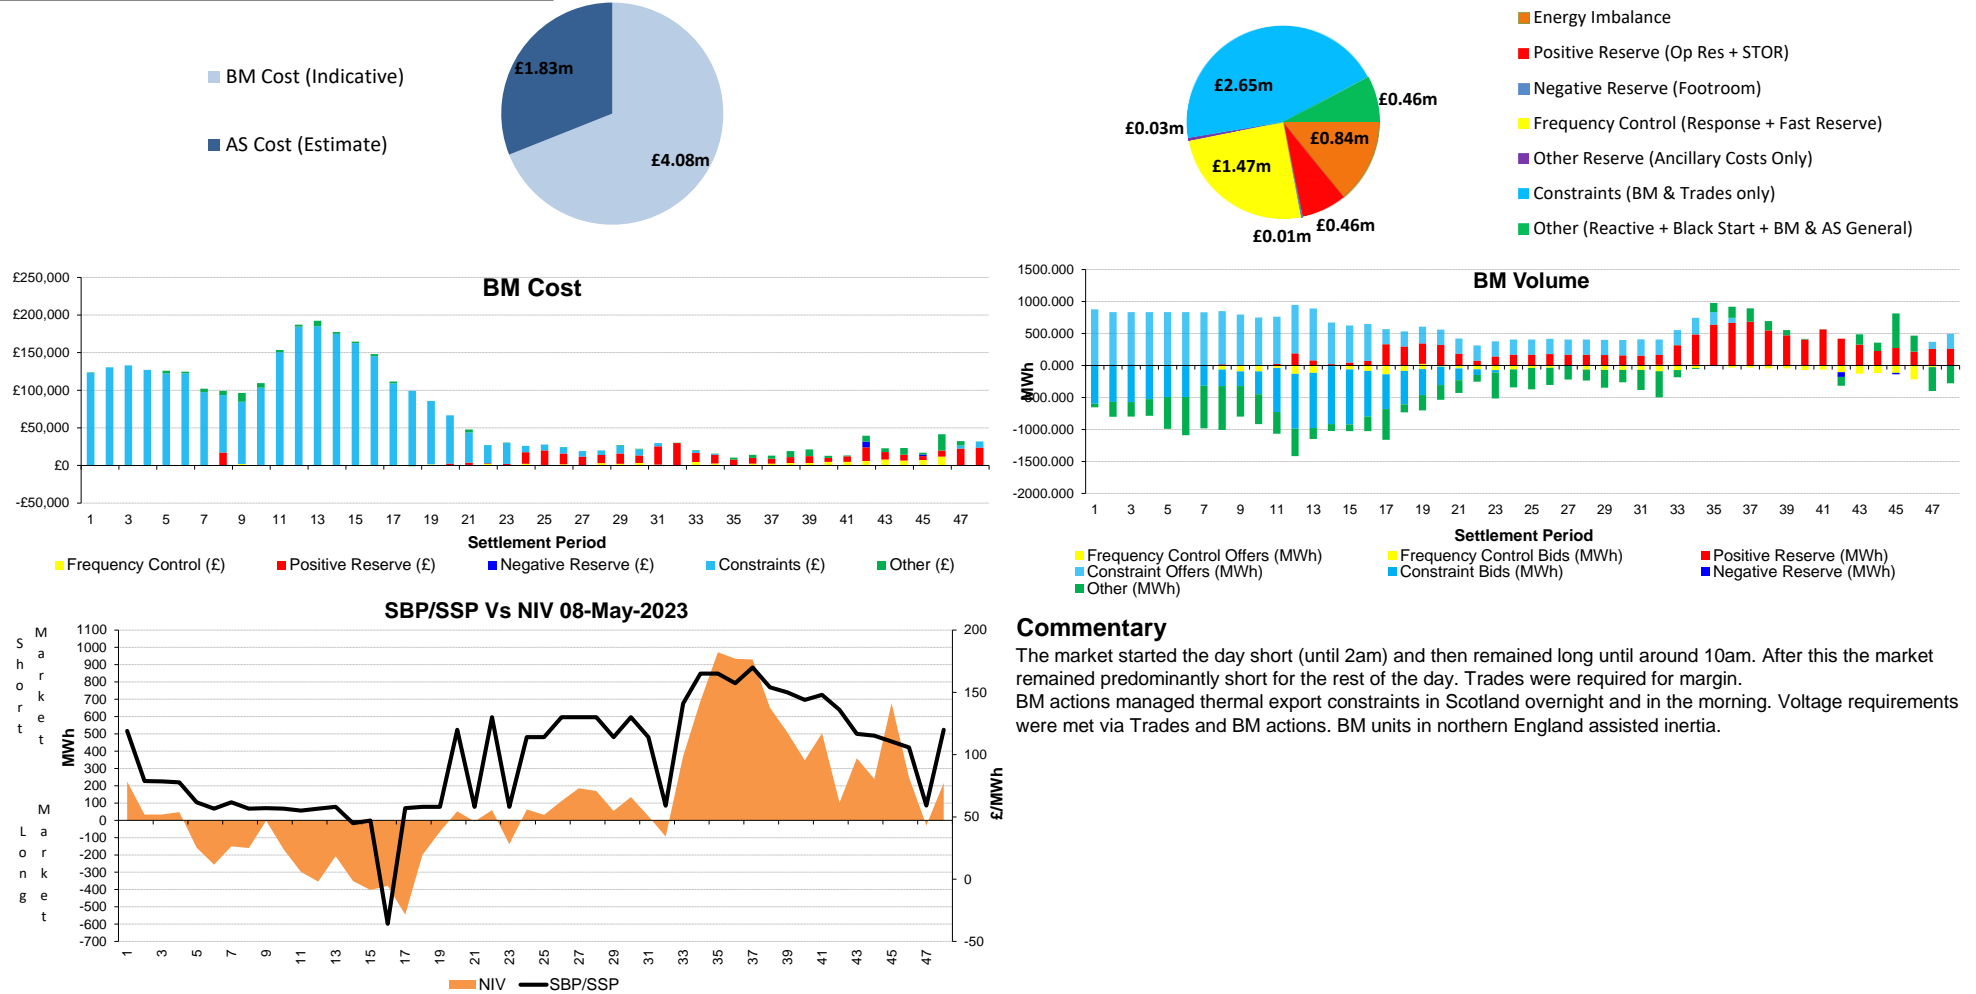 BM Cost (Indicative)
AS Cost (Estimate)
£1.83m
£4.08m
£2.65m
£0.46m
£0.03m
£0.84m
£1.47m
£0.46m
£0.01m
Energy Imbalance
Positive Reserve (Op Res + STOR)
Negative Reserve (Footroom)
Frequency Control (Response + Fast Reserve)
Other Reserve (Ancillary Costs Only)
Constraints (BM & Trades only)
Other (Reactive + Black Start + BM & AS General)
BM Cost
£250,000
£200,000
£150,000
£100,000
£50,000
£0
-£50,000
1 3 5 7 9 11 13 15 17 19 21 23 25 27 29 31 33 35 37 39 41 43 45 47
Settlement Period
Frequency Control (£) Positive Reserve (£) Negative Reserve (£) Constraints (£) Other (£)
BM Volume
1500.000
1000.000
500.000
0.000
-500.000
-1000.000
-1500.000
-2000.000
MWh
1 3 5 7 9 11 13 15 17 19 21 23 25 27 29 31 33 35 37 39 41 43 45 47
Settlement Period
Frequency Control Offers (MWh) Frequency Control Bids (MWh) Positive Reserve (MWh)
Constraint Offers (MWh) Constraint Bids (MWh) Negative Reserve (MWh)
Other (MWh)
SBP/SSP Vs NIV 08-May-2023
Short Market
Long Market
MWh
1100
1000
900
800
700
600
500
400
300
200
100
0
-100
-200
-300
-400
-500
-600
-700
200
150
100
50
0
-50
£/MWh
1 3 5 7 9 11 13 15 17 19 21 23 25 27 29 31 33 35 37 39 41 43 45 47
NIV SBP/SSP
Commentary
The market started the day short (until 2am) and then remained long until around 10am. After this the market
remained predominantly short for the rest of the day. Trades were required for margin.
BM actions managed thermal export constraints in Scotland overnight and in the morning. Voltage requirements
were met via Trades and BM actions. BM units in northern England assisted inertia.